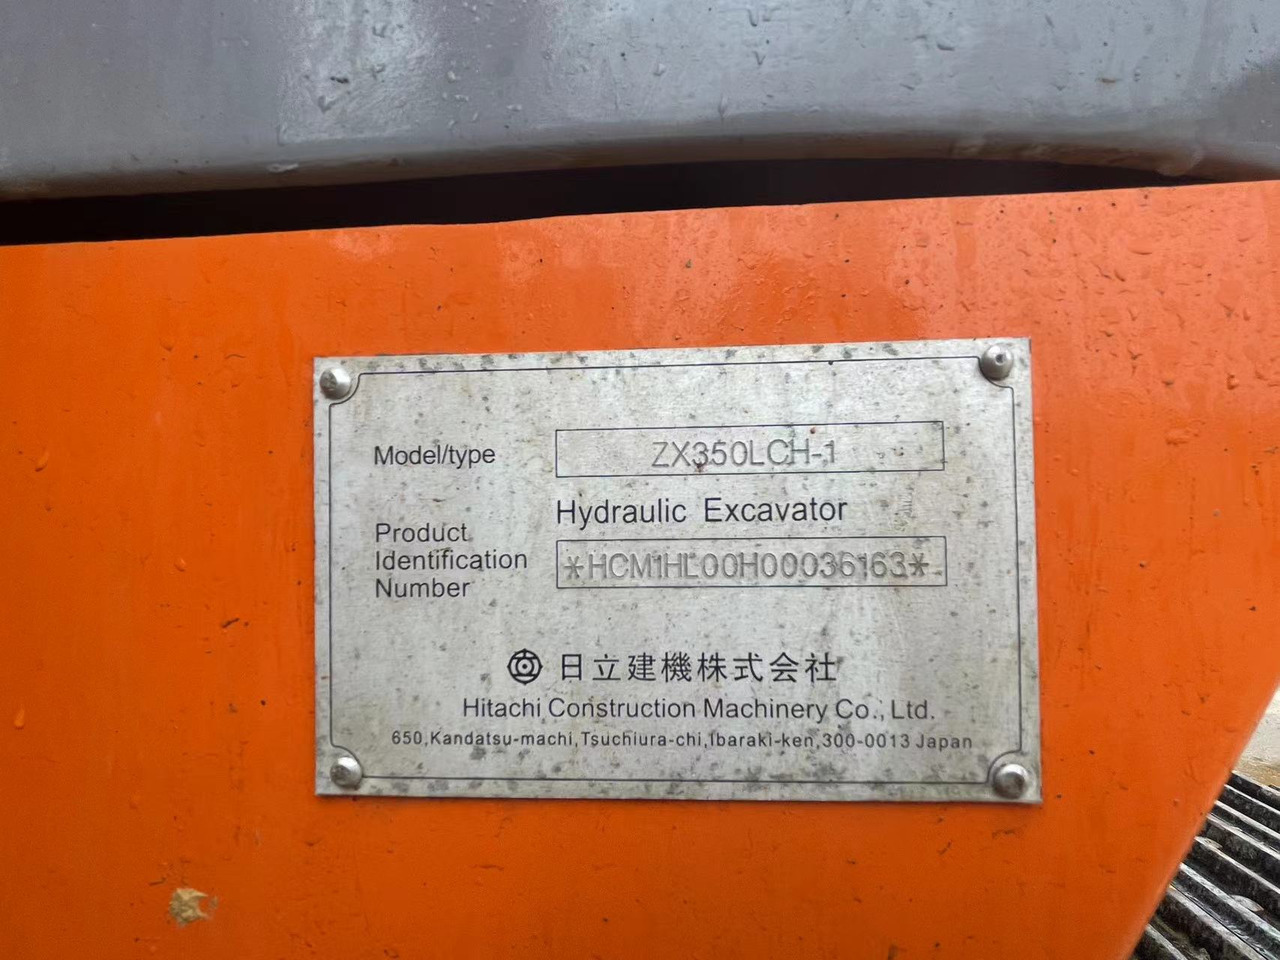 Model/type ZX350LCH-1
Hydraulic Excavator
Product
Identification
Number
*HCM1HL00H00036163*
日立建機株式会社
Hitachi Construction Machinery Co., Ltd.
650,Kandatsu-machi,Tsuchiura-chi,Ibaraki-ken,300-0013 Japan